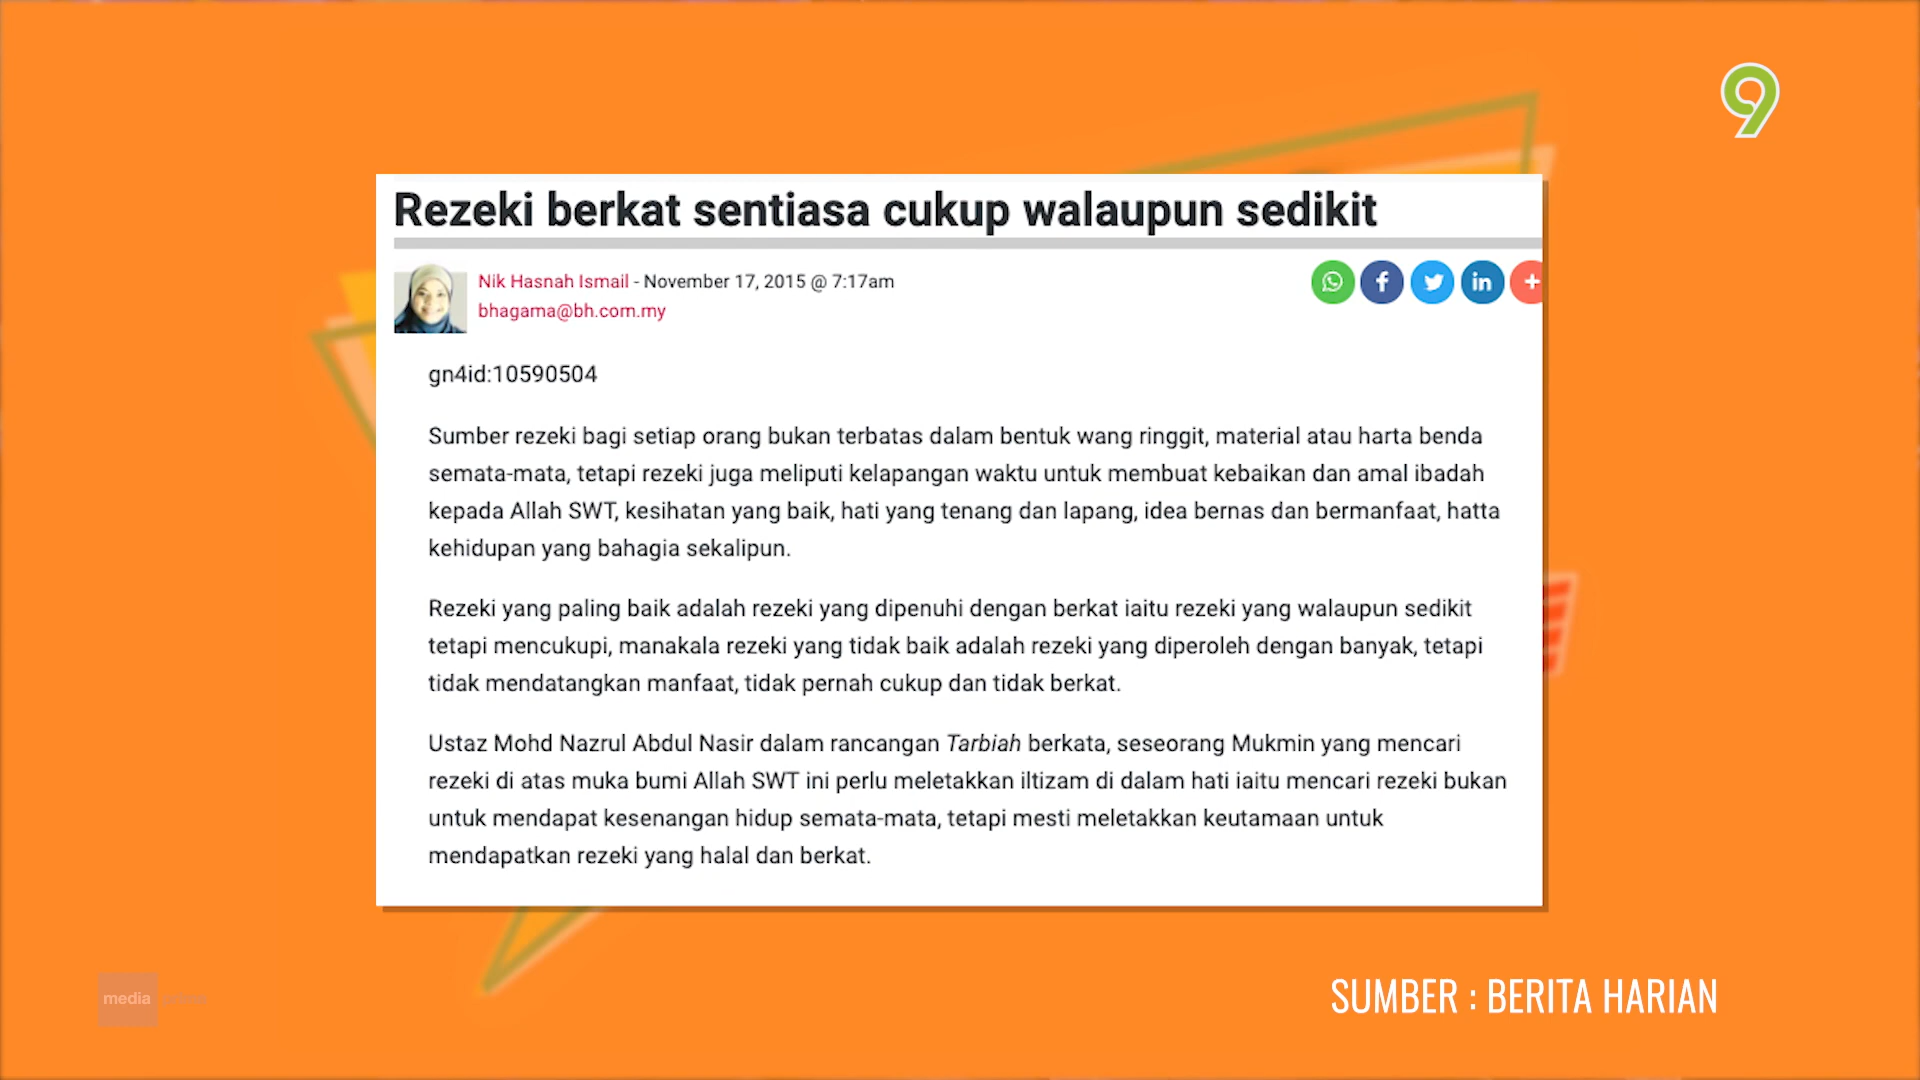 9
Rezeki berkat sentiasa cukup walaupun sedikit
Nik Hasnah Ismail - November 17, 2015 @ 7:17am
bhagama@bh.com.my
gn4id:10590504
Sumber rezeki bagi setiap orang bukan terbatas dalam bentuk wang ringgit, material atau harta benda
semata-mata, tetapi rezeki juga meliputi kelapangan waktu untuk membuat kebaikan dan amal ibadah
kepada Allah SWT, kesihatan yang baik, hati yang tenang dan lapang, idea bernas dan bermanfaat, hatta
kehidupan yang bahagia sekalipun.
Rezeki yang paling baik adalah rezeki yang dipenuhi dengan berkat iaitu rezeki yang walaupun sedikit
tetapi mencukupi, manakala rezeki yang tidak baik adalah rezeki yang diperoleh dengan banyak, tetapi
tidak mendatangkan manfaat, tidak pernah cukup dan tidak berkat.
Ustaz Mohd Nazrul Abdul Nasir dalam rancangan Tarbiah berkata, seseorang Mukmin yang mencari
rezeki di atas muka bumi Allah SWT ini perlu meletakkan iltizam di dalam hati iaitu mencari rezeki bukan
untuk mendapat kesenangan hidup semata-mata, tetapi mesti meletakkan keutamaan untuk
mendapatkan rezeki yang halal dan berkat.
media
SUMBER : BERITA HARIAN